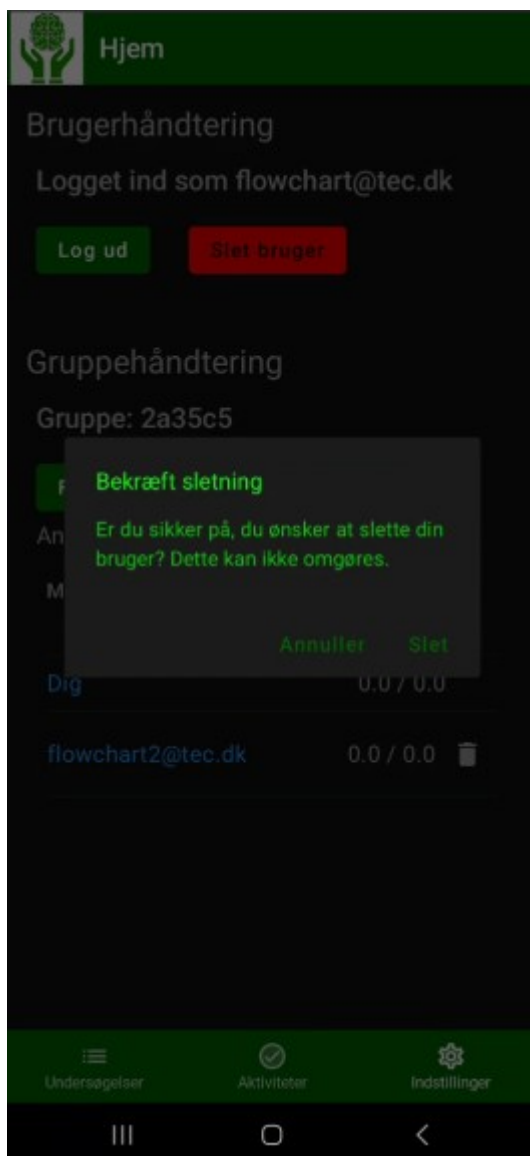 Hjem
Brugerhåndtering
Logget ind som flowchart@tec.dk
Log ud
Slet bruger
Gruppehåndtering
Gruppe: 2a35c5
Bekræft sletning
Er du sikker på, du ønsker at slette din
bruger? Dette kan ikke omgøres.
Annuller Slet
Dig 0.0 / 0.0
flowchart2@tec.dk 0.0 / 0.0
Undersøgelser Aktiviteter Indstillinger